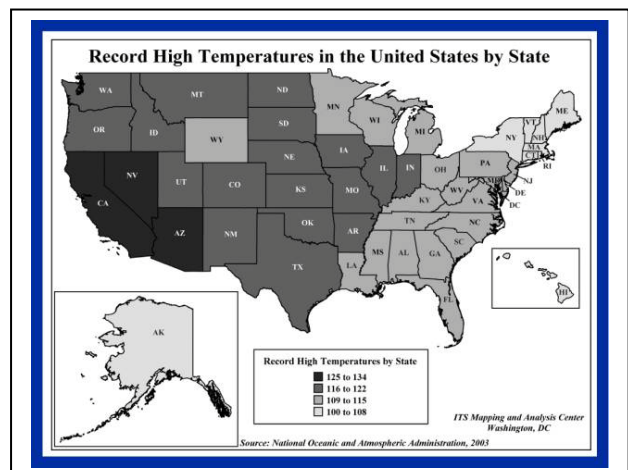 Record High Temperatures in the United States by State
WA
MT
ND
MN
ME
OR
ID
WY
SD
WI
MI
NY
VT
NH
MA
CT
RI
NV
UT
CO
NE
IA
IL
IN
OH
PA
NJ
CA
KS
MO
KY
WV
VA
DE
DC
AZ
NM
OK
AR
TN
NC
TX
LA
MS
AL
GA
SC
FL
HI
AK
Record High Temperatures by State
125 to 134
116 to 122
109 to 115
100 to 108
ITS Mapping and Analysis Center
Washington, DC
Source: National Oceanic and Atmospheric Administration, 2003